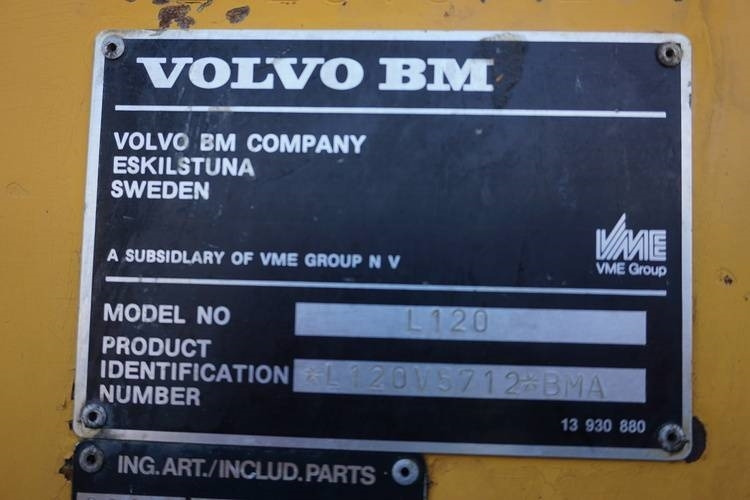 VOLVO BM
VOLVO BM COMPANY
ESKILSTUNA
SWEDEN
A SUBSIDLARY OF VME GROUP N V
VME
VME Group
MODEL NO L120
PRODUCT
IDENTIFICATION *L120V5712*BMA
NUMBER
13 930 880
ING.ART./INCLUD.PARTS